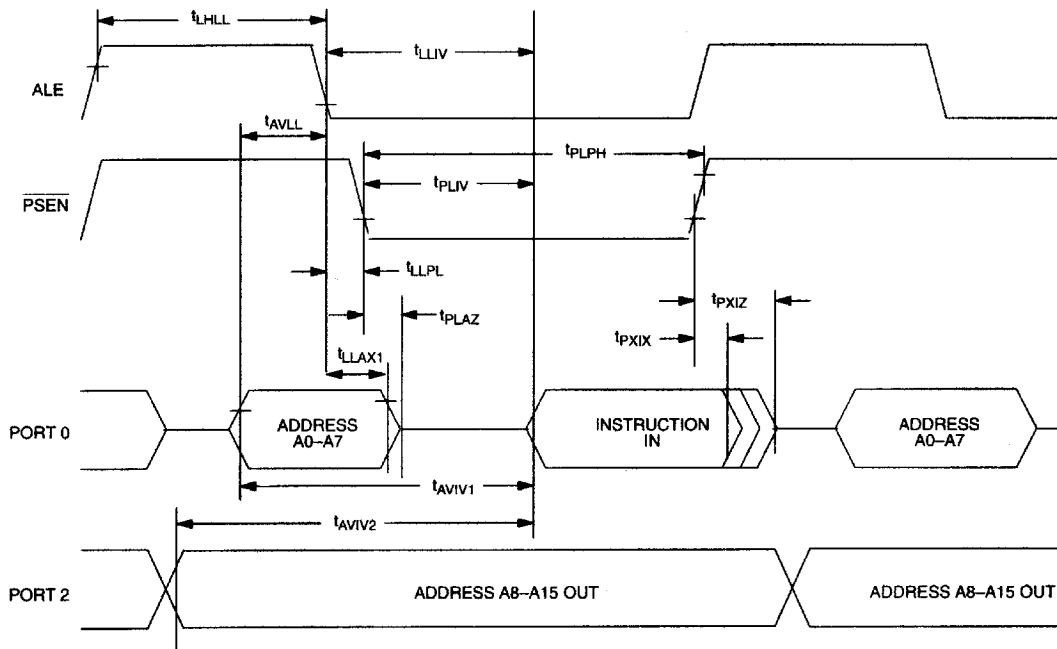 tLHLL
tLLIV
ALE
tAVLL
tPLPH
PSEN
tPLIV
tLLPL
tPXIZ
tPLAZ
tPXIX
tLLAX1
PORT 0
ADDRESS
A0–A7
INSTRUCTION
IN
ADDRESS
A0–A7
tAVIV1
tAVIV2
PORT 2
ADDRESS A8–A15 OUT
ADDRESS A8–A15 OUT